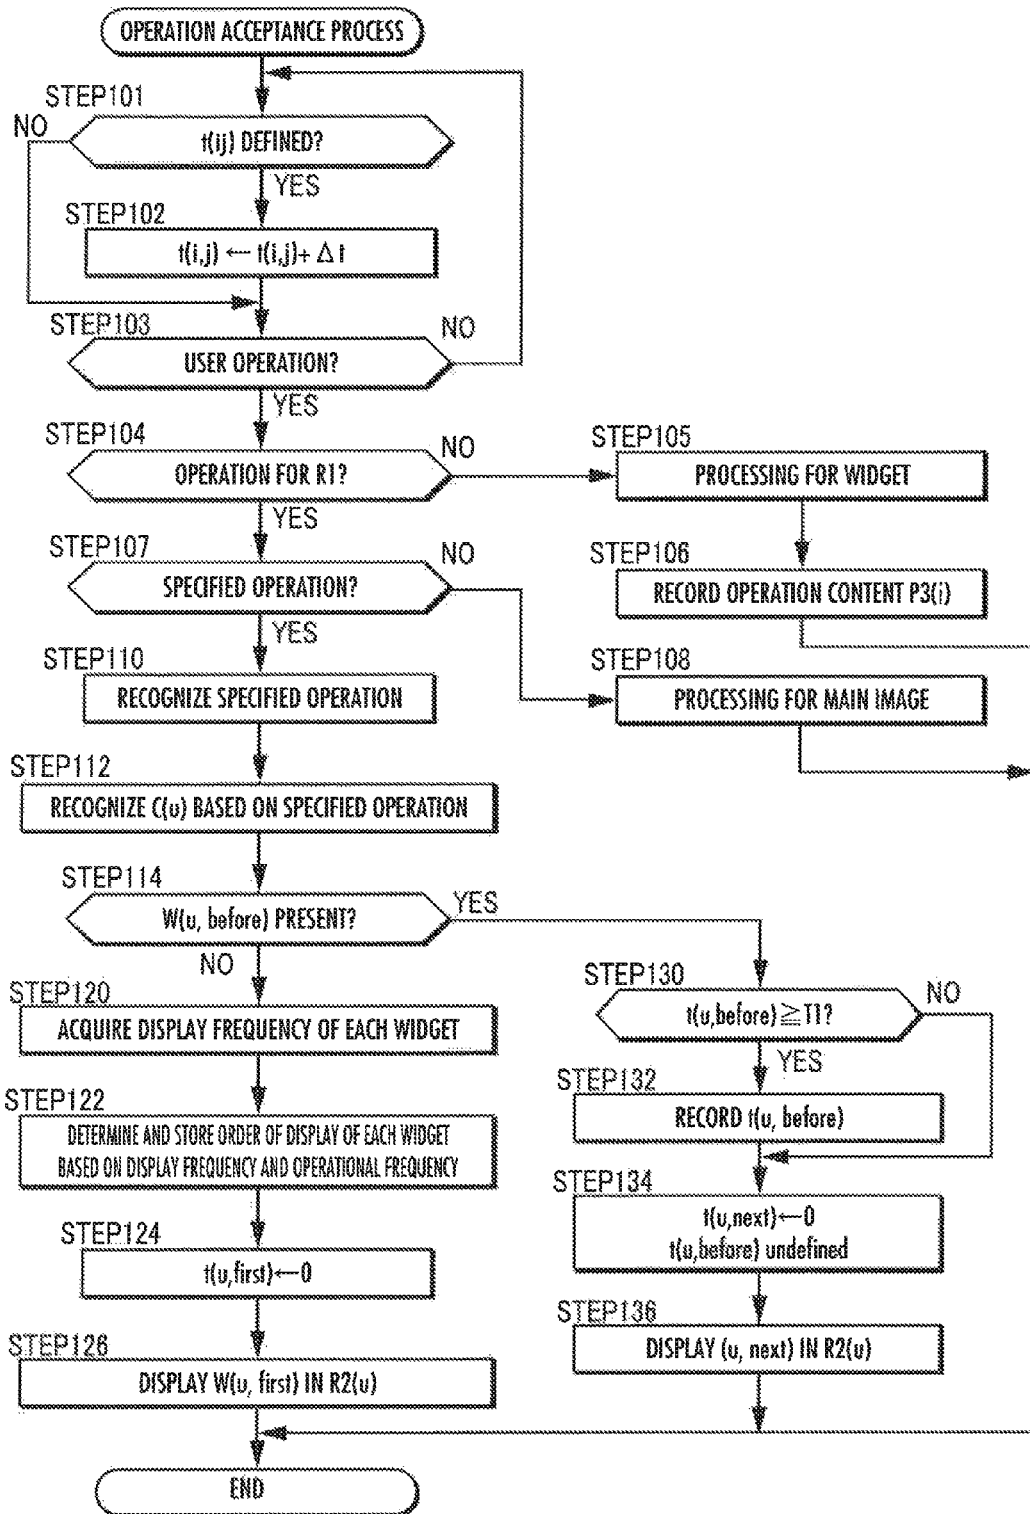 OPERATION ACCEPTANCE PROCESS
STEP101
NO
t(ij) DEFINED?
YES
STEP102
t(i,j) ← t(i,j)+ Δt
STEP103
NO
USER OPERATION?
YES
STEP104
NO
OPERATION FOR R1?
YES
STEP105
PROCESSING FOR WIDGET
STEP106
RECORD OPERATION CONTENT P3(i)
STEP107
NO
SPECIFIED OPERATION?
YES
STEP108
PROCESSING FOR MAIN IMAGE
STEP110
RECOGNIZE SPECIFIED OPERATION
STEP112
RECOGNIZE C(u) BASED ON SPECIFIED OPERATION
STEP114
YES
W(u, before) PRESENT?
NO
STEP120
ACQUIRE DISPLAY FREQUENCY OF EACH WIDGET
STEP122
DETERMINE AND STORE ORDER OF DISPLAY OF EACH WIDGET
BASED ON DISPLAY FREQUENCY AND OPERATIONAL FREQUENCY
STEP124
t(u,first)←0
STEP126
DISPLAY W(u, first) IN R2(u)
STEP130
NO
t(u,before)≧T1?
YES
STEP132
RECORD t(u, before)
STEP134
t(u,next)←0
t(u,before) undefined
STEP136
DISPLAY (u, next) IN R2(u)
END